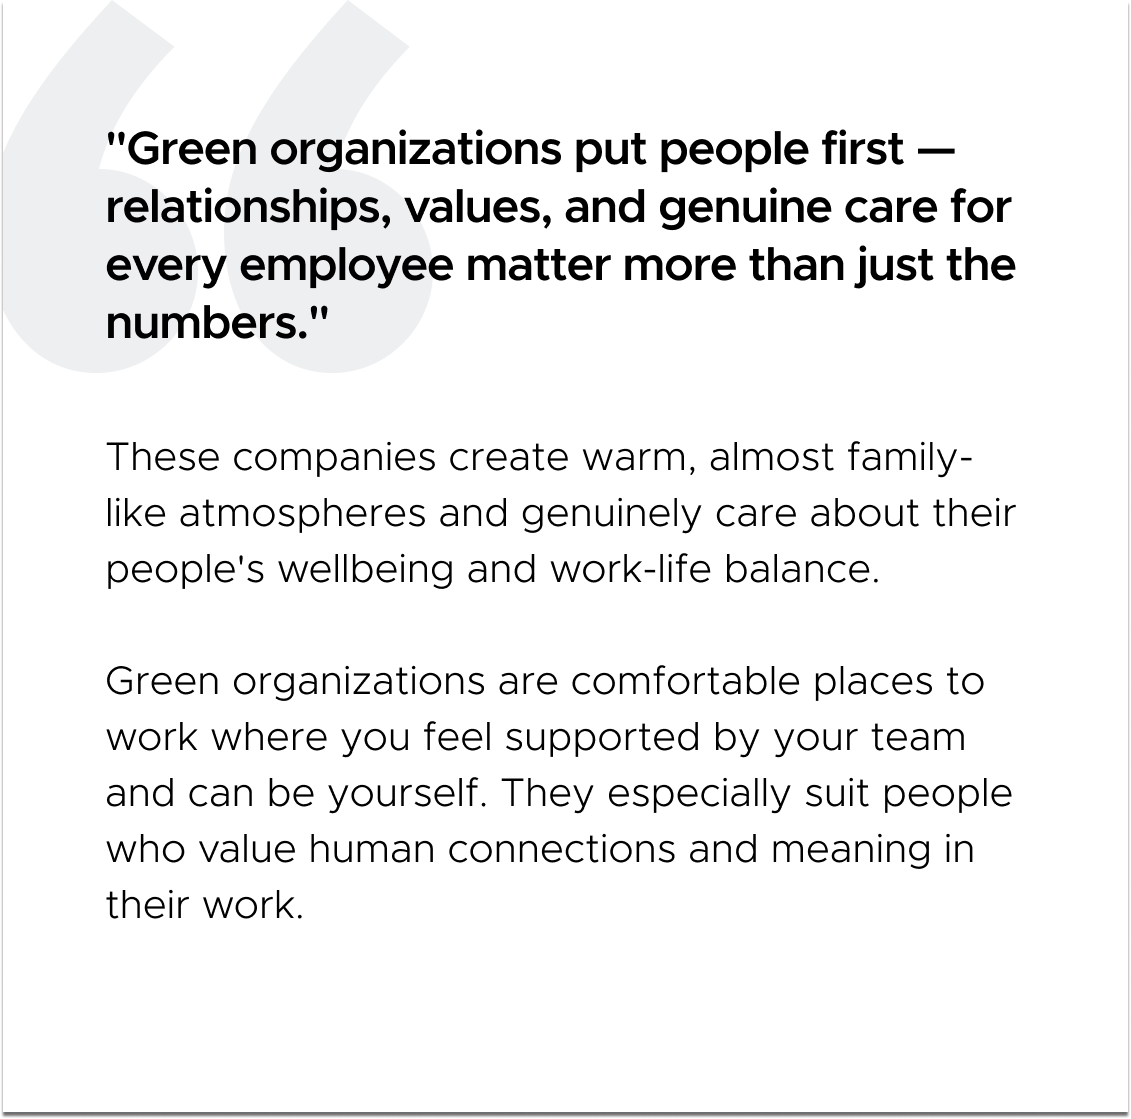 "Green organizations put people first —
relationships, values, and genuine care for
every employee matter more than just the
numbers."
These companies create warm, almost family-
like atmospheres and genuinely care about their
people's wellbeing and work-life balance.
Green organizations are comfortable places to
work where you feel supported by your team
and can be yourself. They especially suit people
who value human connections and meaning in
their work.